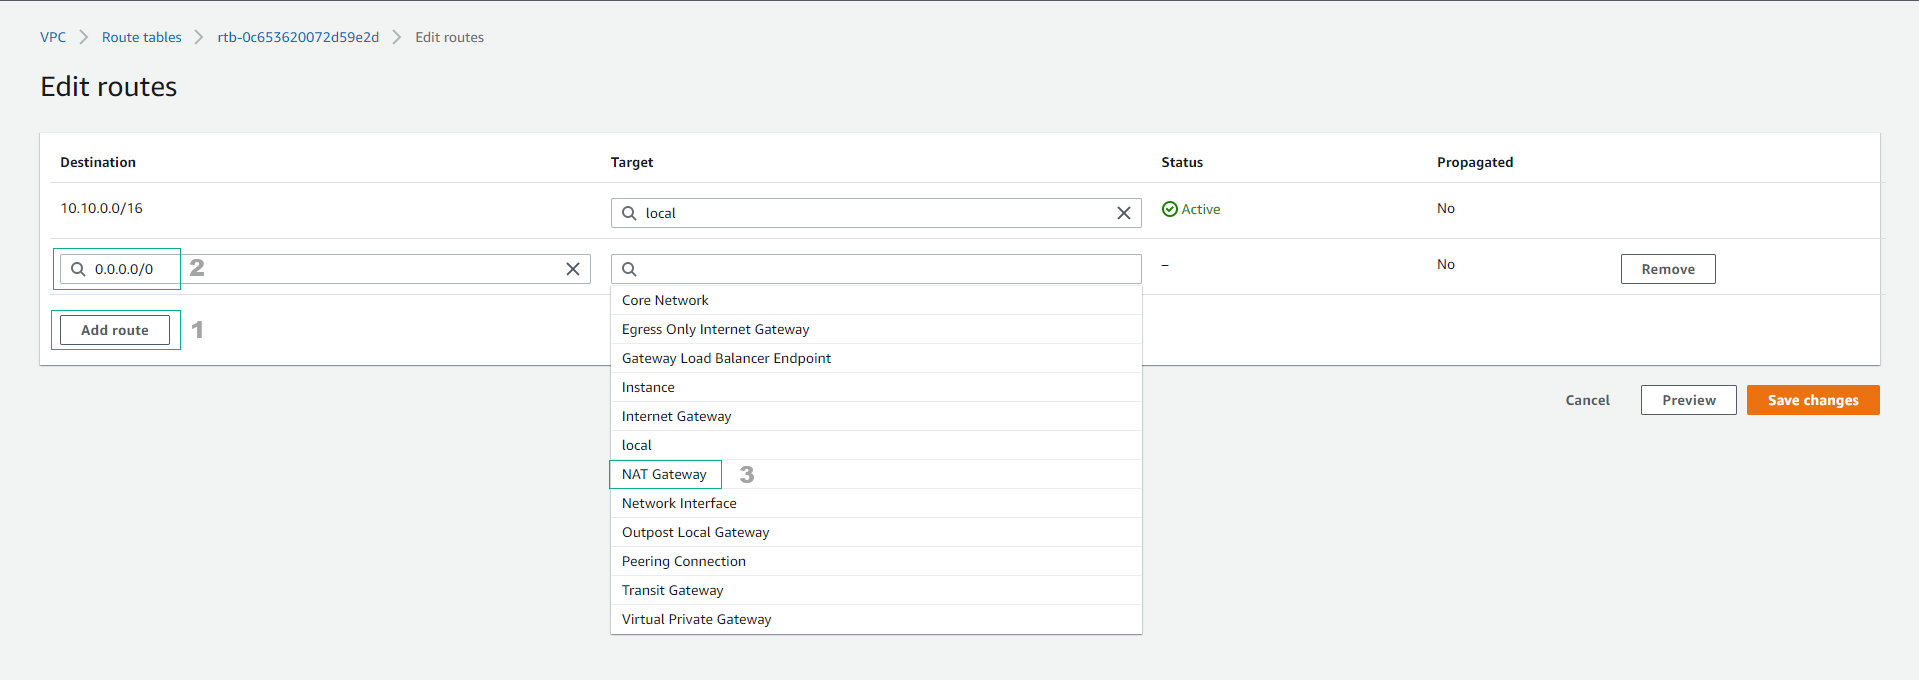 VPC > Route tables > rtb-0c653620072d59e2d > Edit routes
Edit routes
Destination Target Status Propagated
10.10.0.0/16 local Active No
0.0.0.0/0 2 – No Remove
Core Network
Egress Only Internet Gateway
Add route 1
Gateway Load Balancer Endpoint
Instance
Cancel Preview Save changes
Internet Gateway
local
NAT Gateway 3
Network Interface
Outpost Local Gateway
Peering Connection
Transit Gateway
Virtual Private Gateway